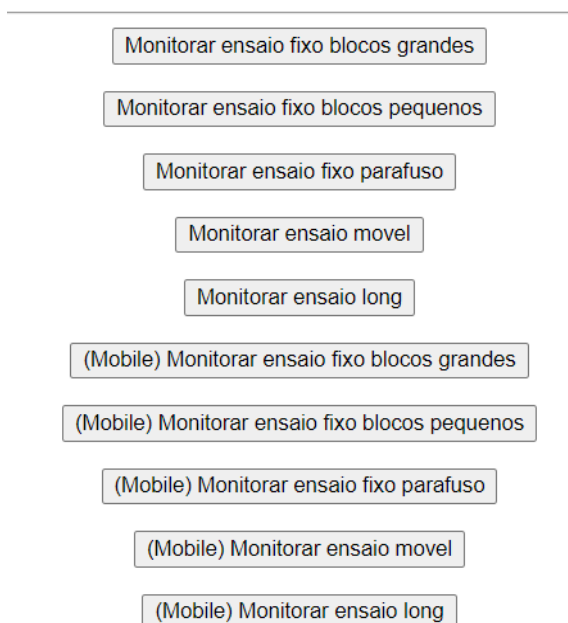 Monitorar ensaio fixo blocos grandes
Monitorar ensaio fixo blocos pequenos
Monitorar ensaio fixo parafuso
Monitorar ensaio movel
Monitorar ensaio long
(Mobile) Monitorar ensaio fixo blocos grandes
(Mobile) Monitorar ensaio fixo blocos pequenos
(Mobile) Monitorar ensaio fixo parafuso
(Mobile) Monitorar ensaio movel
(Mobile) Monitorar ensaio long